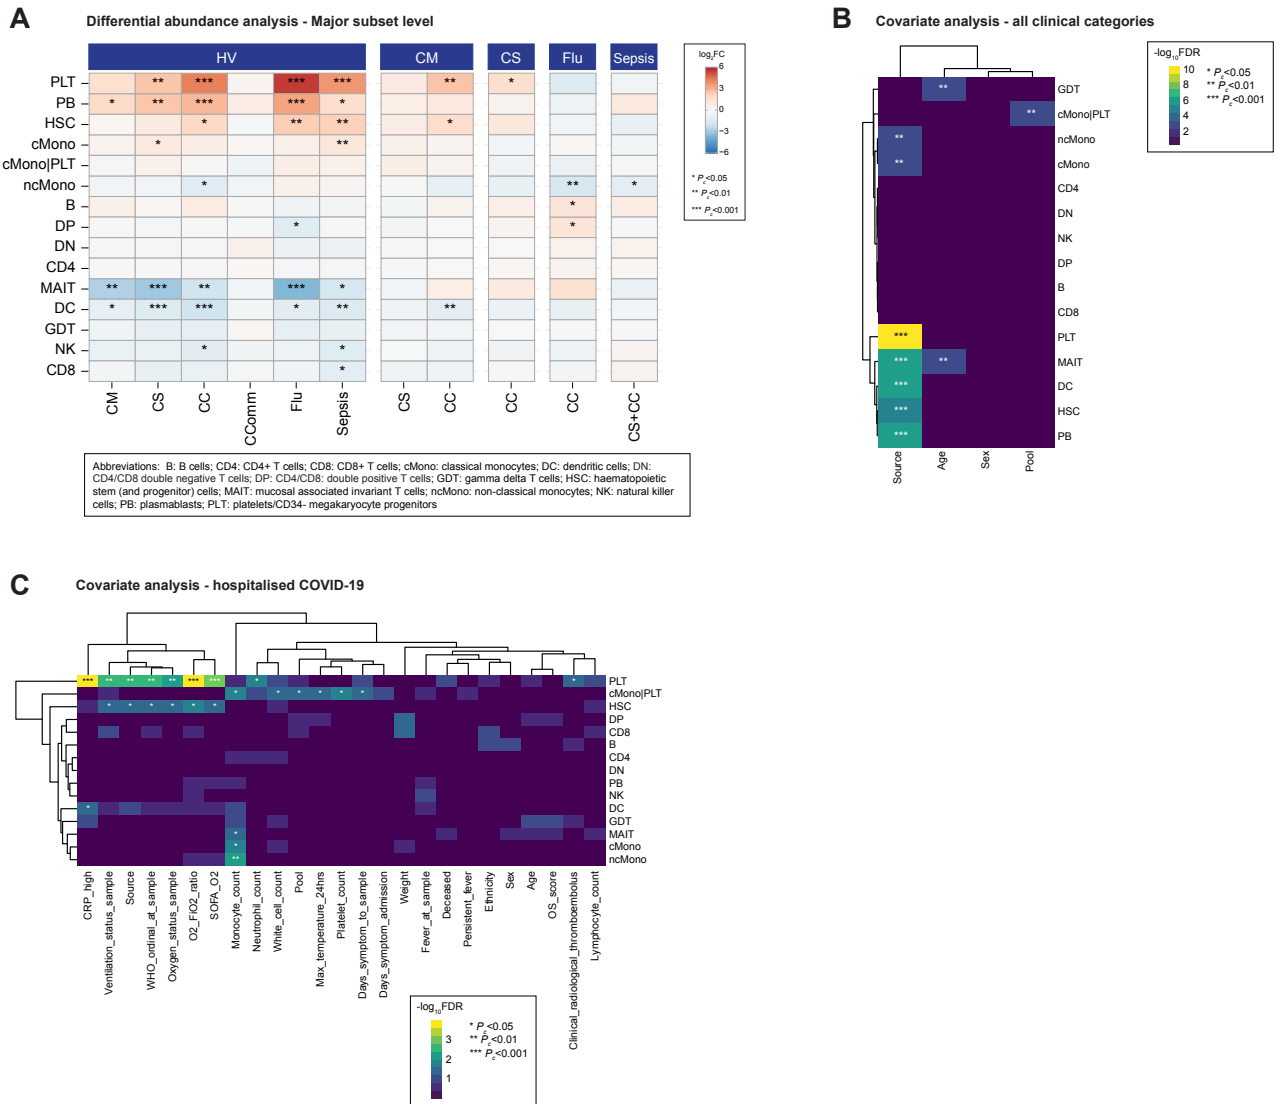 A
Differential abundance analysis - Major subset level
HV
CM
CS
Flu
Sepsis
PLT ** *** *** *** ** *
PB * ** *** *** *
HSC * ** ** *
cMono * **
cMono|PLT
ncMono * ** *
B *
DP * *
DN
CD4
MAIT ** *** ** *** *
DC * *** *** * ** **
GDT
NK * *
CD8 *
CM
CS
CC
CComm
Flu
Sepsis
CS
CC
CC
CC
CS+CC
log2FC
6
3
0
−3
−6
* Pc<0.05
** Pc<0.01
*** Pc<0.001
Abbreviations: B: B cells; CD4: CD4+ T cells; CD8: CD8+ T cells; cMono: classical monocytes; DC: dendritic cells; DN:
CD4/CD8 double negative T cells; DP: CD4/CD8: double positive T cells; GDT: gamma delta T cells; HSC: haematopoietic
stem (and progenitor) cells; MAIT: mucosal associated invariant T cells; ncMono: non-classical monocytes; NK: natural killer
cells; PB: plasmablasts; PLT: platelets/CD34- megakaryocyte progenitors
B
Covariate analysis - all clinical categories
** GDT
** cMono|PLT
** ncMono
** cMono
CD4
DN
NK
DP
B
CD8
*** PLT
*** ** MAIT
*** DC
*** HSC
*** PB
Source
Age
Sex
Pool
-log10FDR
10
8
6
4
2
* Pc<0.05
** Pc<0.01
*** Pc<0.001
C
Covariate analysis - hospitalised COVID-19
*** ** ** ** ** *** *** * * PLT
* * * * * * cMono|PLT
* * * * * * HSC
DP
CD8
B
CD4
DN
PB
NK
* DC
GDT
* MAIT
* cMono
** ncMono
CRP_high
Ventilation_status_sample
Source
WHO_ordinal_at_sample
Oxygen_status_sample
O2_FiO2_ratio
SOFA_O2
Monocyte_count
Neutrophil_count
White_cell_count
Pool
Max_temperature_24hrs
Platelet_count
Days_symptom_to_sample
Days_symptom_admission
Weight
Fever_at_sample
Deceased
Persistent_fever
Ethnicity
Sex
Age
OS_score
Clinical_radiological_thromboembolus
Lymphocyte_count
-log10FDR
3
2
1
* Pc<0.05
** Pc<0.01
*** Pc<0.001